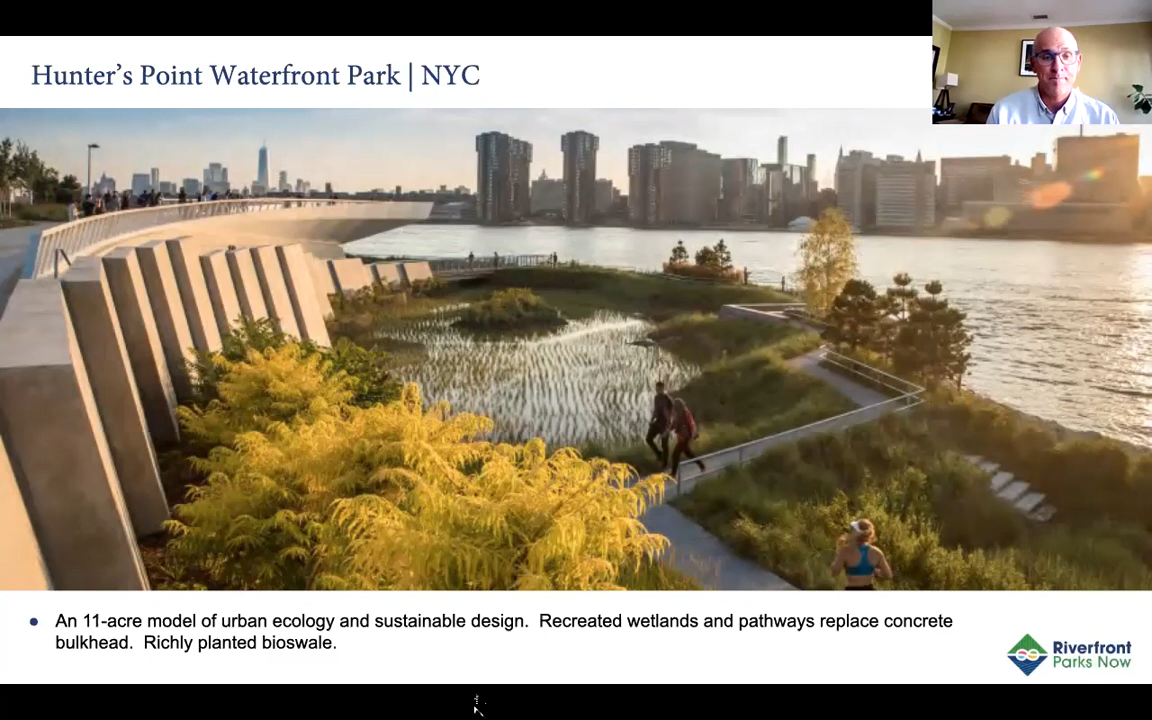 Hunter’s Point Waterfront Park | NYC
An 11-acre model of urban ecology and sustainable design.  Recreated wetlands and pathways replace concrete
bulkhead.  Richly planted bioswale.
Riverfront
Parks Now